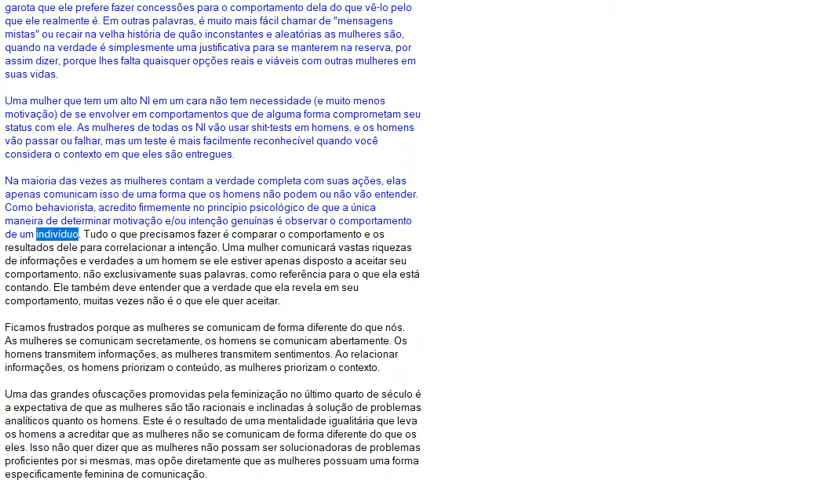 garota que ele prefere fazer concessões para o comportamento dela do que vê-lo pelo
que ele realmente é. Em outras palavras, é muito mais fácil chamar de "mensagens
mistas" ou recair na velha história de quão inconstantes e aleatórias as mulheres são,
quando na verdade é simplesmente uma justificativa para se manterem na reserva, por
assim dizer, porque lhes falta quaisquer opções reais e viáveis com outras mulheres em
suas vidas.

Uma mulher que tem um alto NI em um cara não tem necessidade (e muito menos
motivação) de se envolver em comportamentos que de alguma forma comprometam seu
status com ele. As mulheres de todas os NI vão usar shit-tests em homens, e os homens
vão passar ou falhar, mas um teste é mais facilmente reconhecível quando você
considera o contexto em que eles são entregues.

Na maioria das vezes as mulheres contam a verdade completa com suas ações, elas
apenas comunicam isso de uma forma que os homens não podem ou não vão entender.
Como behaviorista, acredito firmemente no princípio psicológico de que a única
maneira de determinar motivação e/ou intenção genuínas é observar o comportamento
de um indivíduo. Tudo o que precisamos fazer é comparar o comportamento e os
resultados dele para correlacionar a intenção. Uma mulher comunicará vastas riquezas
de informações e verdades a um homem se ele estiver apenas disposto a aceitar seu
comportamento, não exclusivamente suas palavras, como referência para o que ela está
contando. Ele também deve entender que a verdade que ela revela em seu
comportamento, muitas vezes não é o que ele quer aceitar.

Ficamos frustrados porque as mulheres se comunicam de forma diferente do que nós.
As mulheres se comunicam secretamente, os homens se comunicam abertamente. Os
homens transmitem informações, as mulheres transmitem sentimentos. Ao relacionar
informações, os homens priorizam o conteúdo, as mulheres priorizam o contexto.

Uma das grandes ofuscações promovidas pela feminização no último quarto de século é
a expectativa de que as mulheres são tão racionais e inclinadas à solução de problemas
analíticos quanto os homens. Este é o resultado de uma mentalidade igualitária que leva
os homens a acreditar que as mulheres não se comunicam de forma diferente do que os
eles. Isso não quer dizer que as mulheres não possam ser solucionadoras de problemas
proficientes por si mesmas, mas opõe diretamente que as mulheres possuam uma forma
especificamente feminina de comunicação.